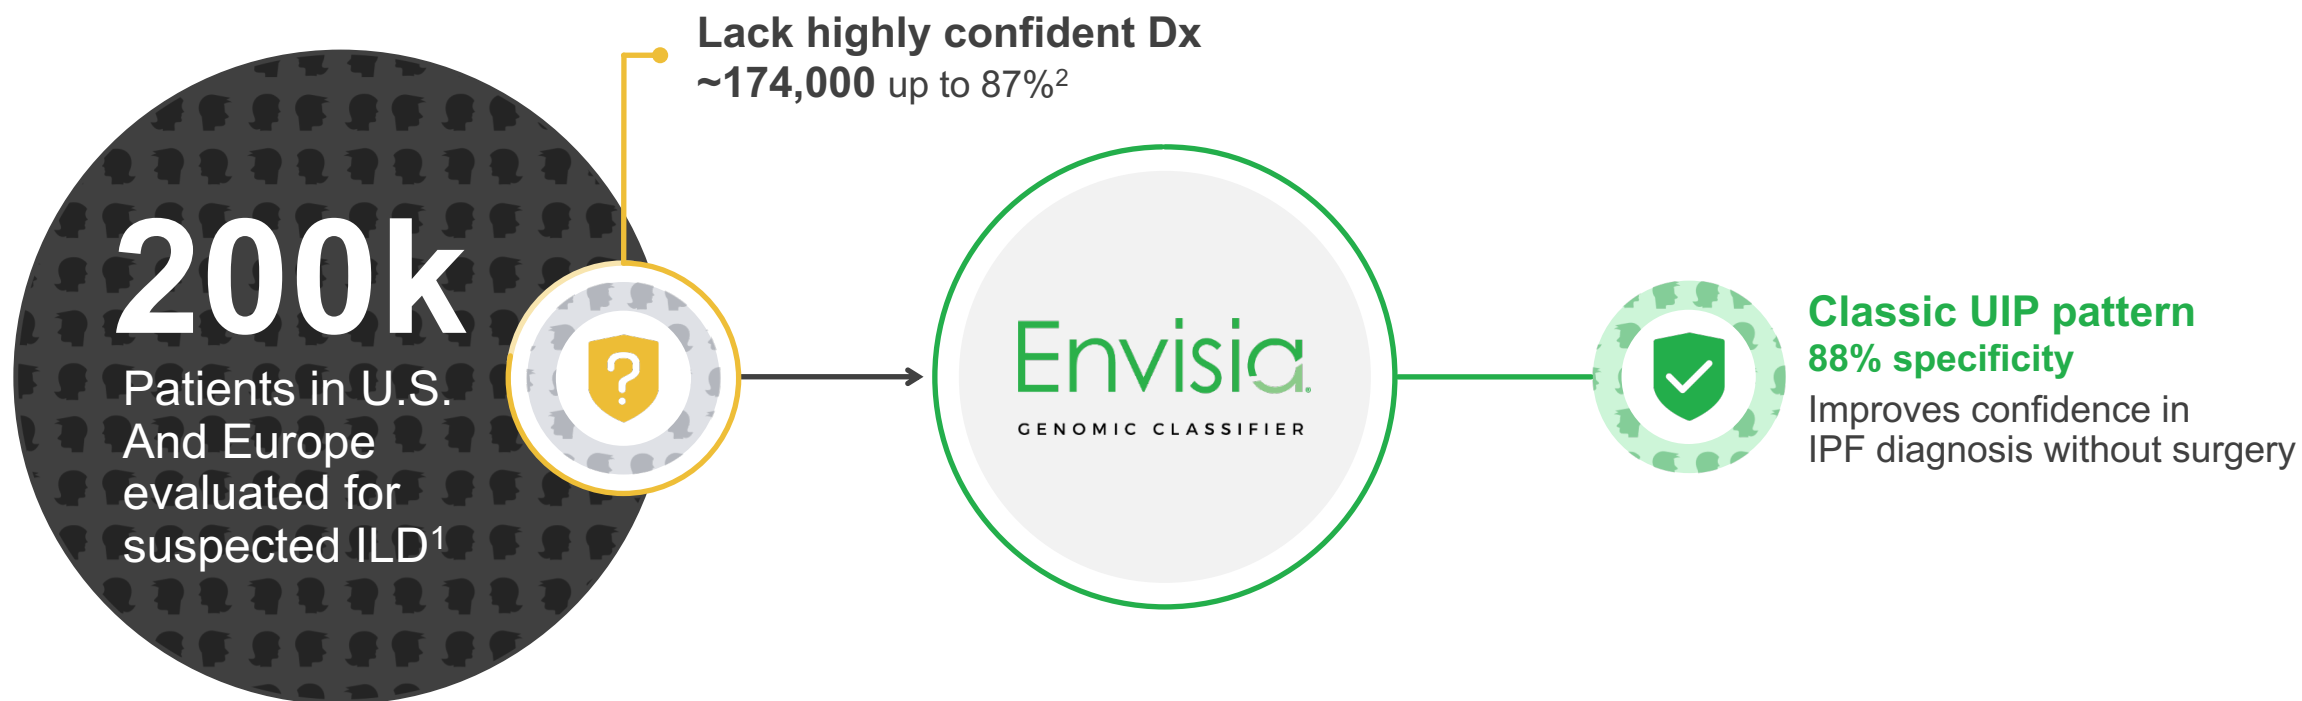 Lack highly confident Dx
~174,000 up to 87%²
200k
Patients in U.S.
And Europe
evaluated for
suspected ILD¹
?
Envisia®
GENOMIC CLASSIFIER
Classic UIP pattern
88% specificity
Improves confidence in
IPF diagnosis without surgery